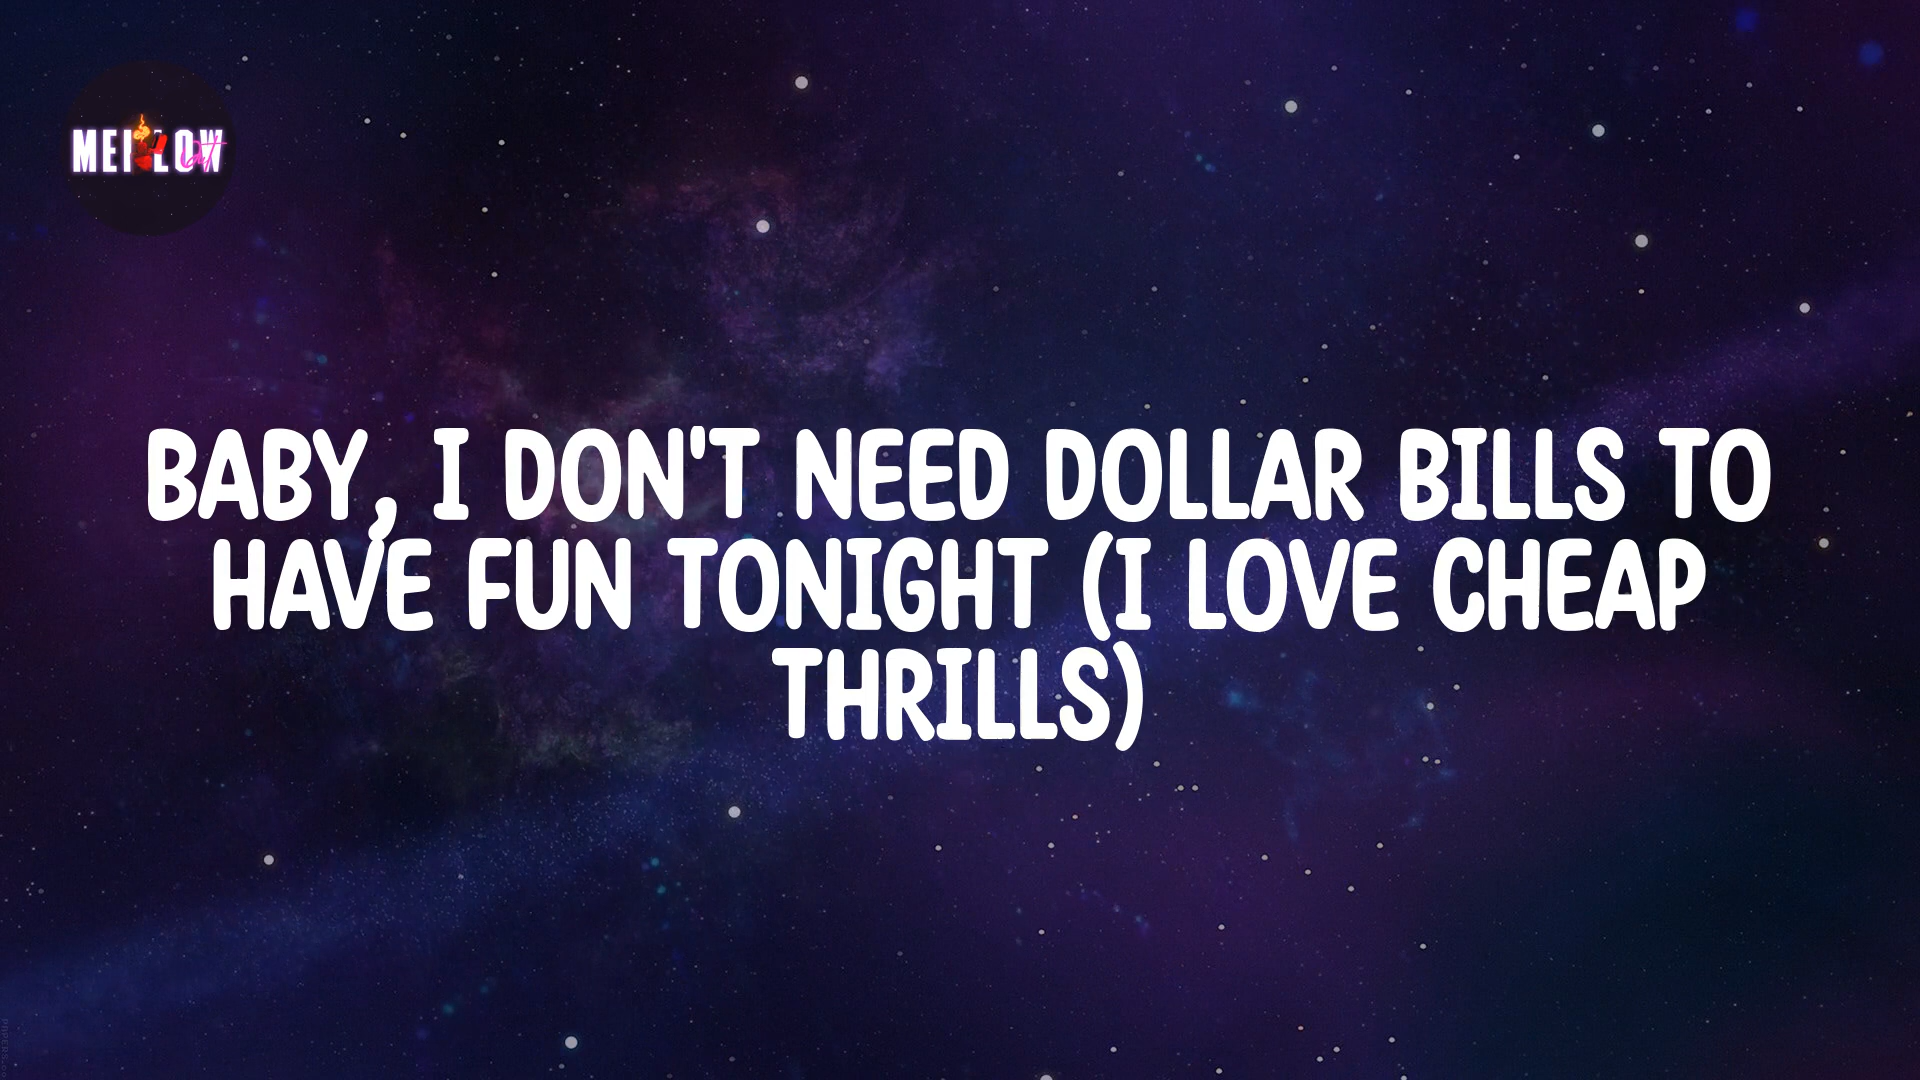 MELLOW
BABY, I DON'T NEED DOLLAR BILLS TO
HAVE FUN TONIGHT (I LOVE CHEAP
THRILLS)